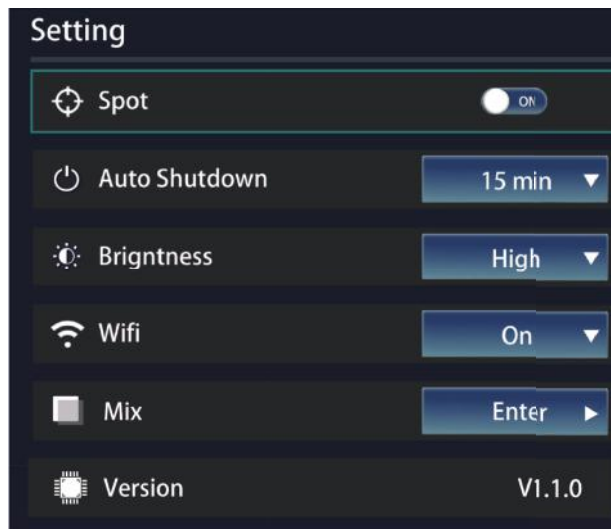 Setting
Spot ON
Auto Shutdown 15 min
Brigntness High
Wifi On
Mix Enter
Version V1.1.0